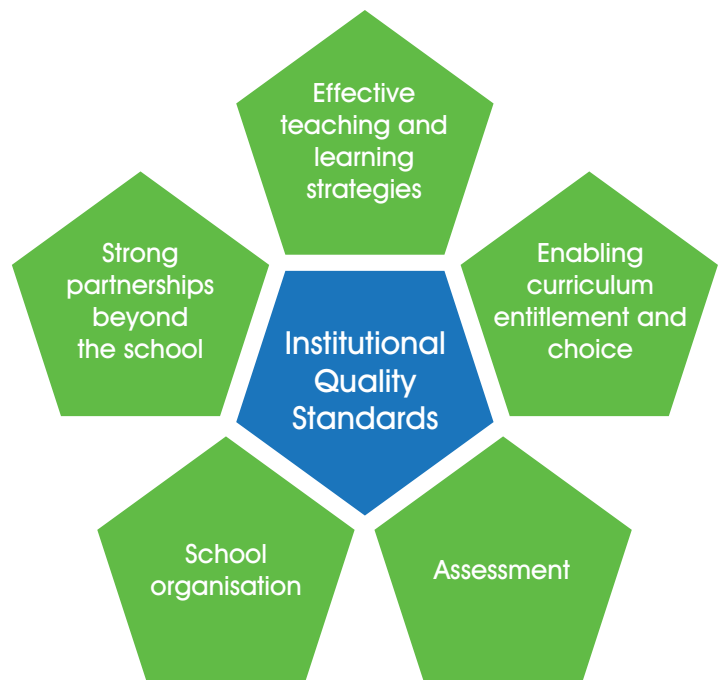 Effective
teaching and
learning
strategies
Strong
partnerships
beyond
the school
Enabling
curriculum
entitlement and
choice
Institutional
Quality
Standards
School
organisation
Assessment